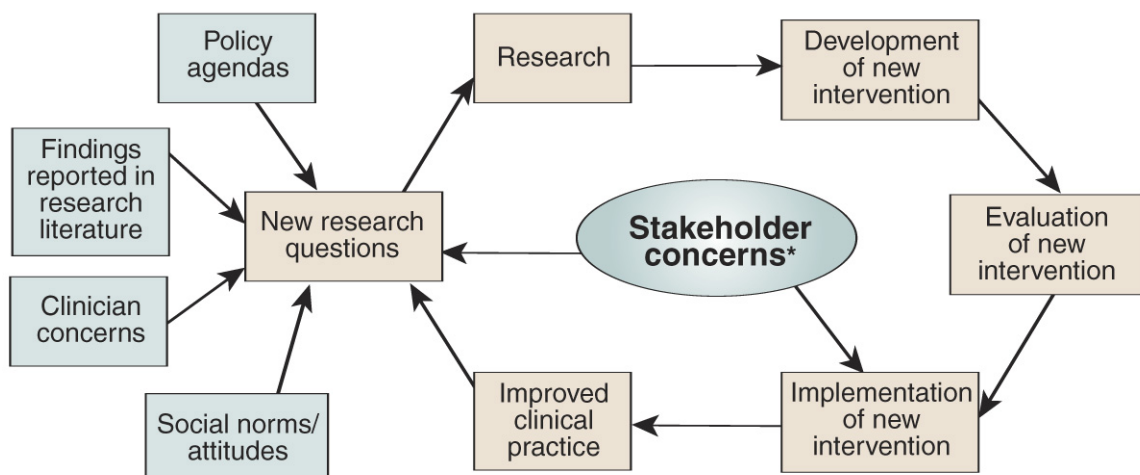 Policy
agendas
Research
Development
of new
intervention
Findings
reported in
research
literature
New research
questions
Stakeholder
concerns*
Evaluation
of new
intervention
Clinician
concerns
Social norms/
attitudes
Improved
clinical
practice
Implementation
of new
intervention